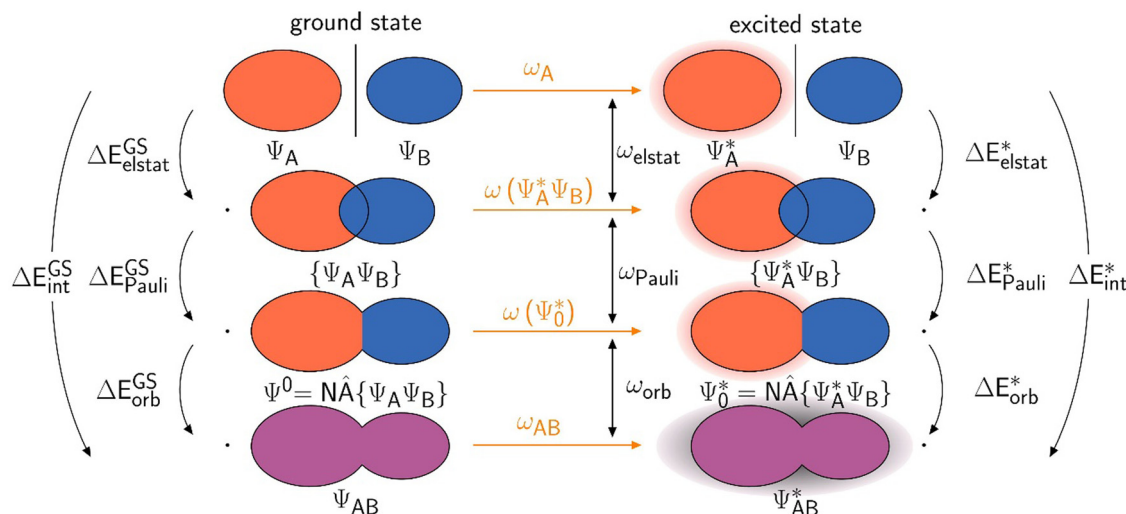 ground state
excited state
ω_A
Ψ_A
Ψ_B
Ψ*_A
Ψ_B
ΔE^GS_elstat
ω_elstat
ΔE*_elstat
ω(Ψ*_AΨ_B)
{Ψ_AΨ_B}
{Ψ*_AΨ_B}
ΔE^GS_int
ΔE^GS_Pauli
ω_Pauli
ΔE*_Pauli
ΔE*_int
ω(Ψ*_0)
Ψ^0= NÂ{Ψ_AΨ_B}
Ψ*_0 = NÂ{Ψ*_AΨ_B}
ΔE^GS_orb
ω_orb
ΔE*_orb
ω_AB
Ψ_AB
Ψ*_AB